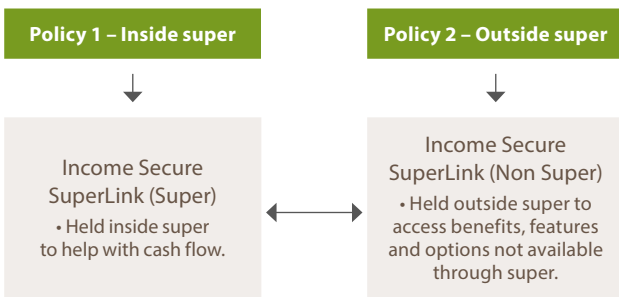 Policy 1 – Inside super
Policy 2 – Outside super
Income Secure
SuperLink (Super)
• Held inside super
to help with cash flow.
Income Secure
SuperLink (Non Super)
• Held outside super to
access benefits, features
and options not available
through super.